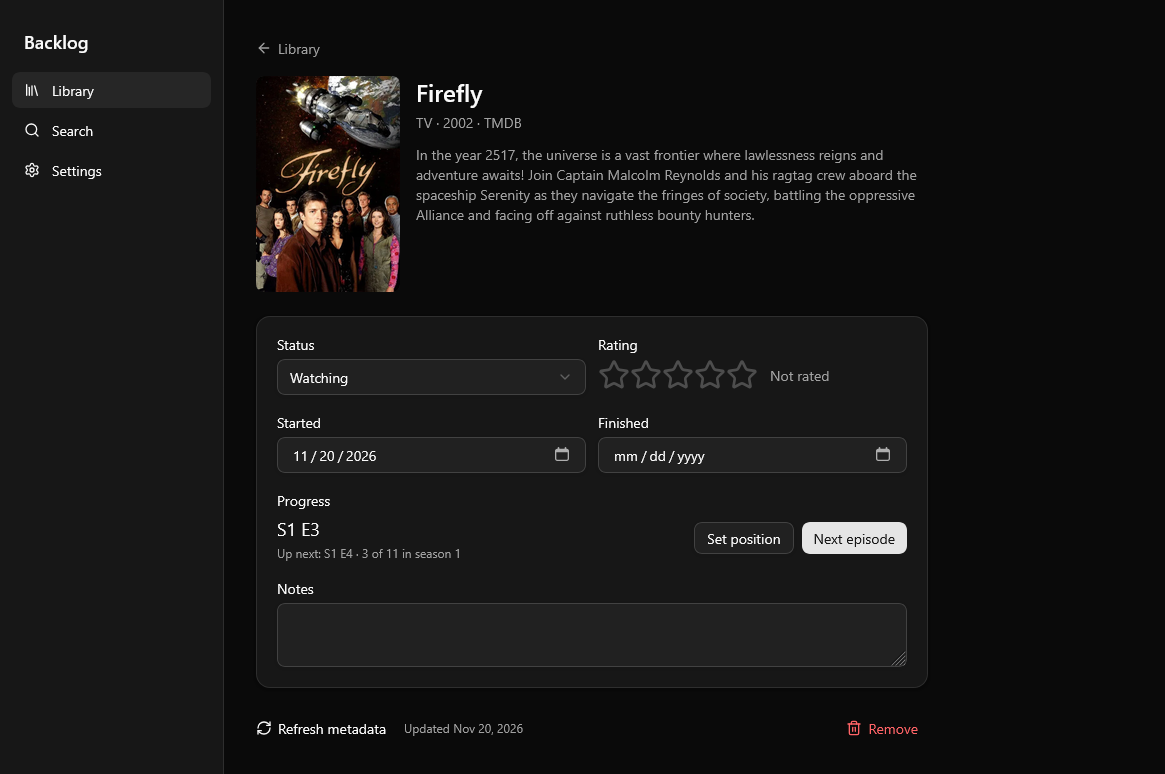 Backlog
Library
Search
Settings
Library
Firefly
Firefly
TV · 2002 · TMDB
In the year 2517, the universe is a vast frontier where lawlessness reigns and
adventure awaits! Join Captain Malcolm Reynolds and his ragtag crew aboard the
spaceship Serenity as they navigate the fringes of society, battling the oppressive
Alliance and facing off against ruthless bounty hunters.
Status
Rating
Watching
Not rated
Started
Finished
11 / 20 / 2026
mm / dd / yyyy
Progress
S1 E3
Up next: S1 E4 · 3 of 11 in season 1
Set position
Next episode
Notes
Refresh metadata
Updated Nov 20, 2026
Remove